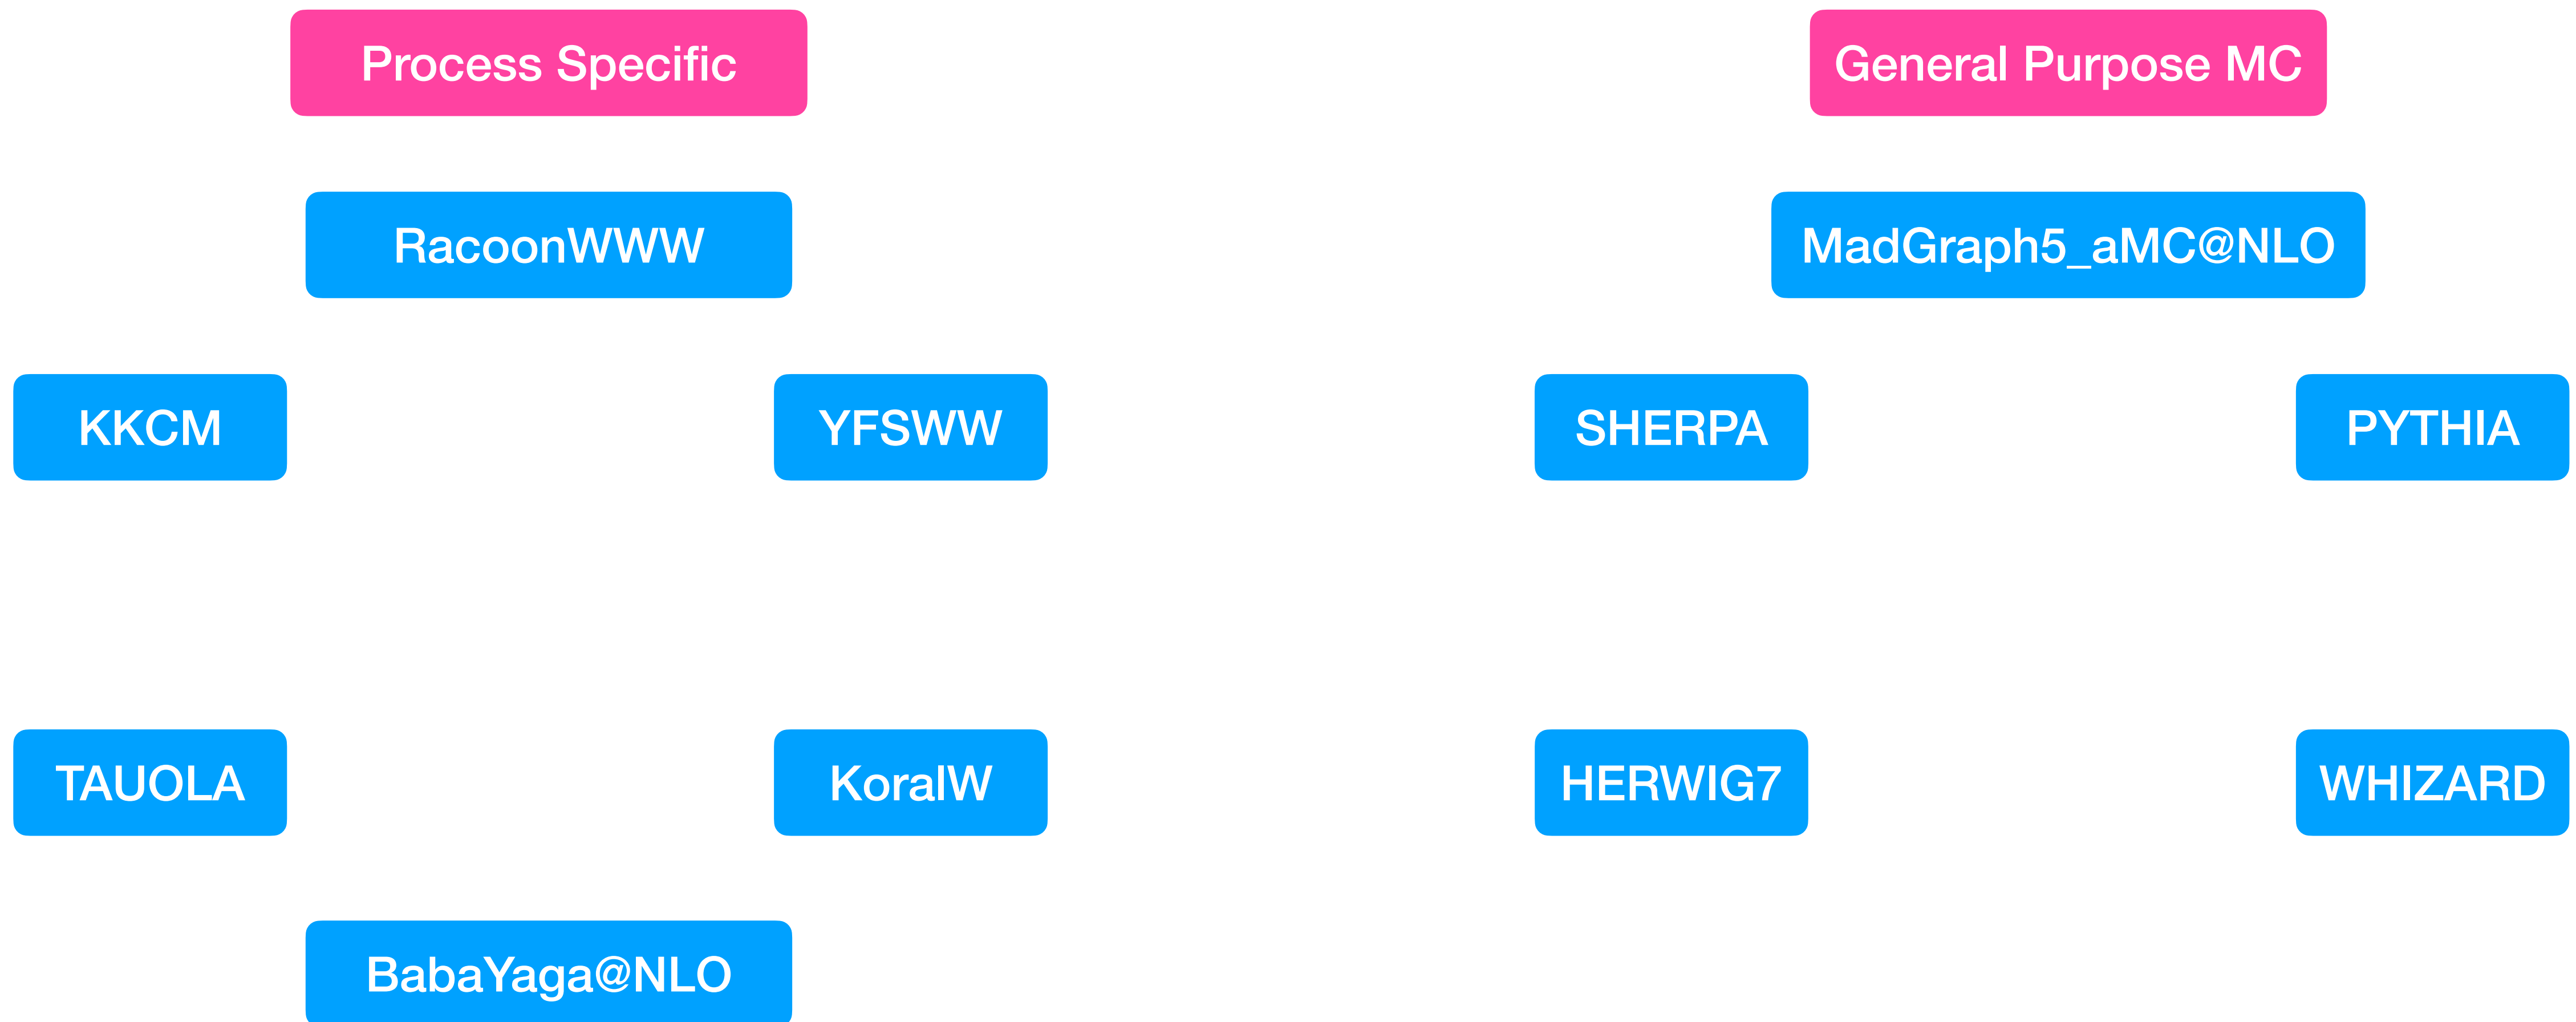 Process Specific
General Purpose MC
RacoonWWW
MadGraph5_aMC@NLO
KKCM
YFSWW
SHERPA
PYTHIA
TAUOLA
KoralW
HERWIG7
WHIZARD
BabaYaga@NLO